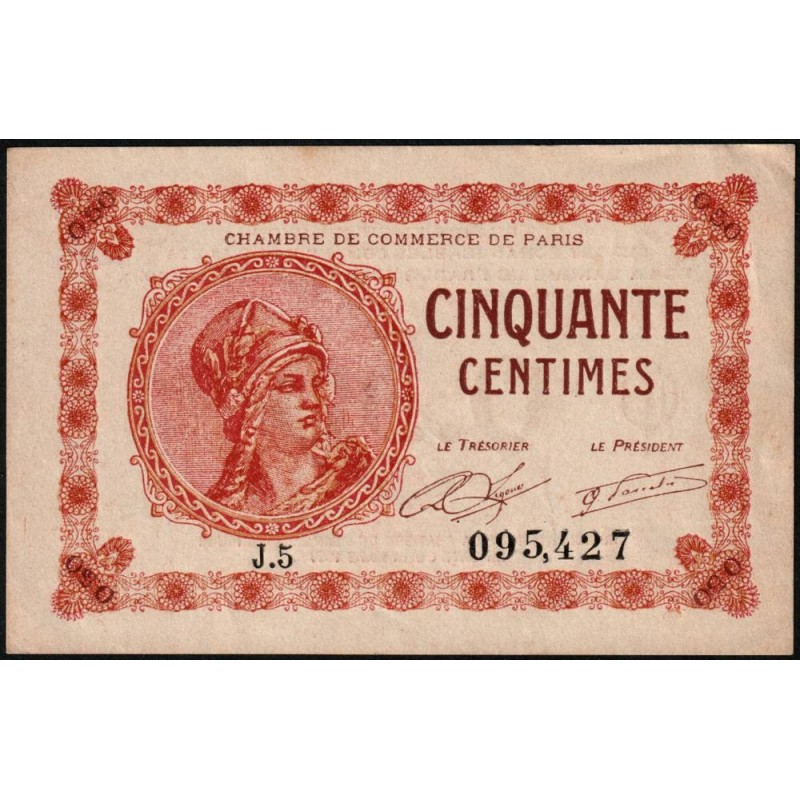 0.50 0.50
CHAMBRE DE COMMERCE DE PARIS
CINQUANTE
CENTIMES
LE TRÉSORIER LE PRÉSIDENT
J.5 095,427
0.50 0.50